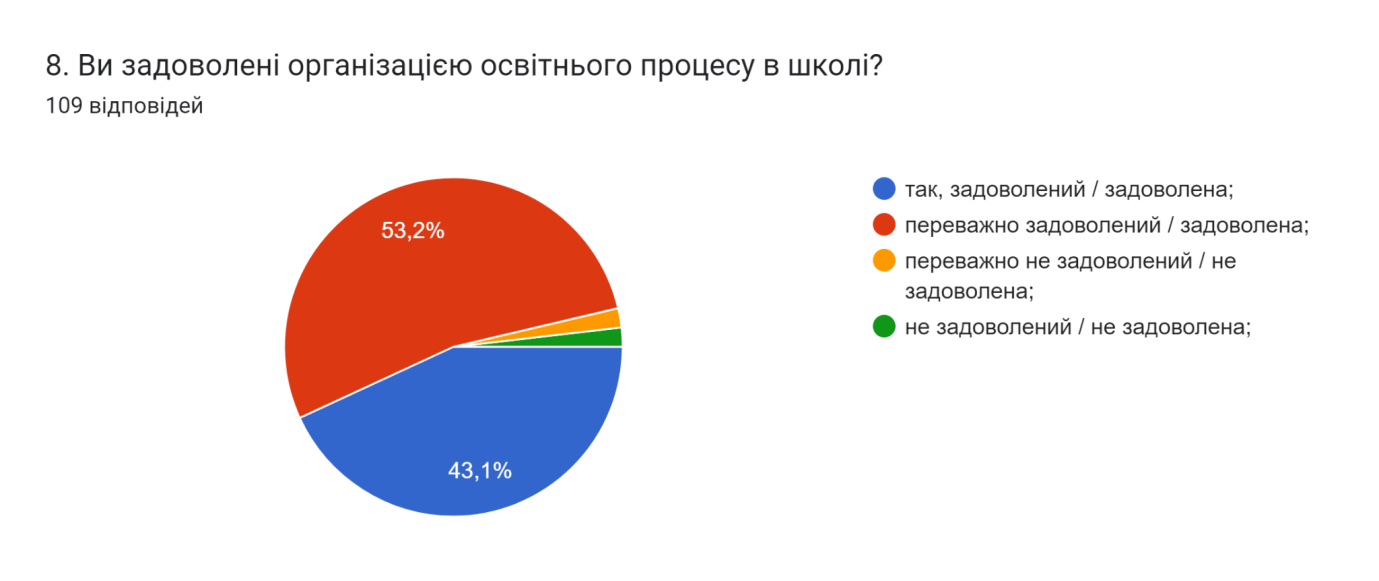 8. Ви задоволені організацією освітнього процесу в школі?
109 відповідей
53,2%
43,1%
так, задоволений / задоволена;
переважно задоволений / задоволена;
переважно не задоволений / не
задоволена;
не задоволений / не задоволена;